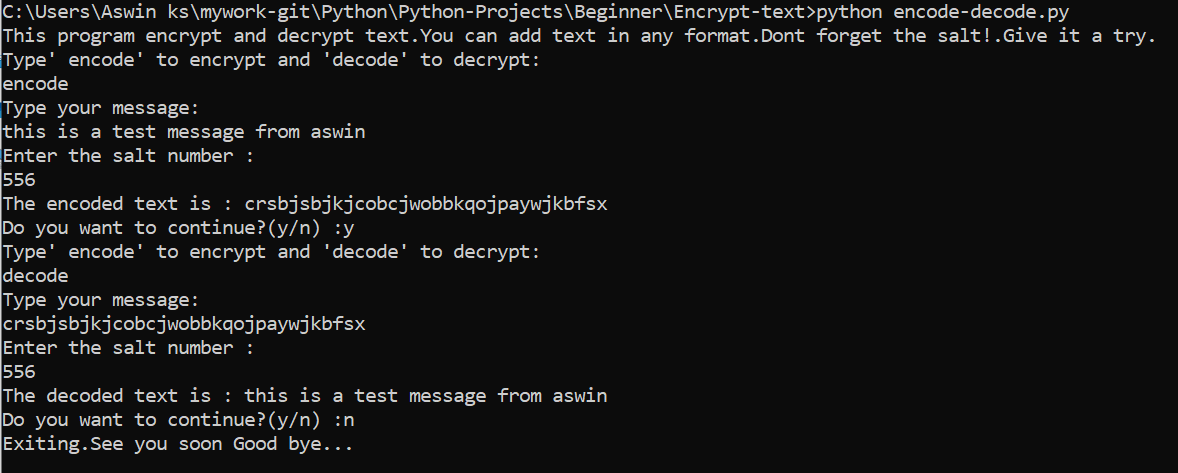 C:\Users\Aswin ks\mywork-git\Python\Python-Projects\Beginner\Encrypt-text>python encode-decode.py
This program encrypt and decrypt text.You can add text in any format.Dont forget the salt!.Give it a try.
Type' encode' to encrypt and 'decode' to decrypt:
encode
Type your message:
this is a test message from aswin
Enter the salt number :
556
The encoded text is : crsbjsbjkjcobcjwobbkqojpaywjkbfsx
Do you want to continue?(y/n) :y
Type' encode' to encrypt and 'decode' to decrypt:
decode
Type your message:
crsbjsbjkjcobcjwobbkqojpaywjkbfsx
Enter the salt number :
556
The decoded text is : this is a test message from aswin
Do you want to continue?(y/n) :n
Exiting.See you soon Good bye...